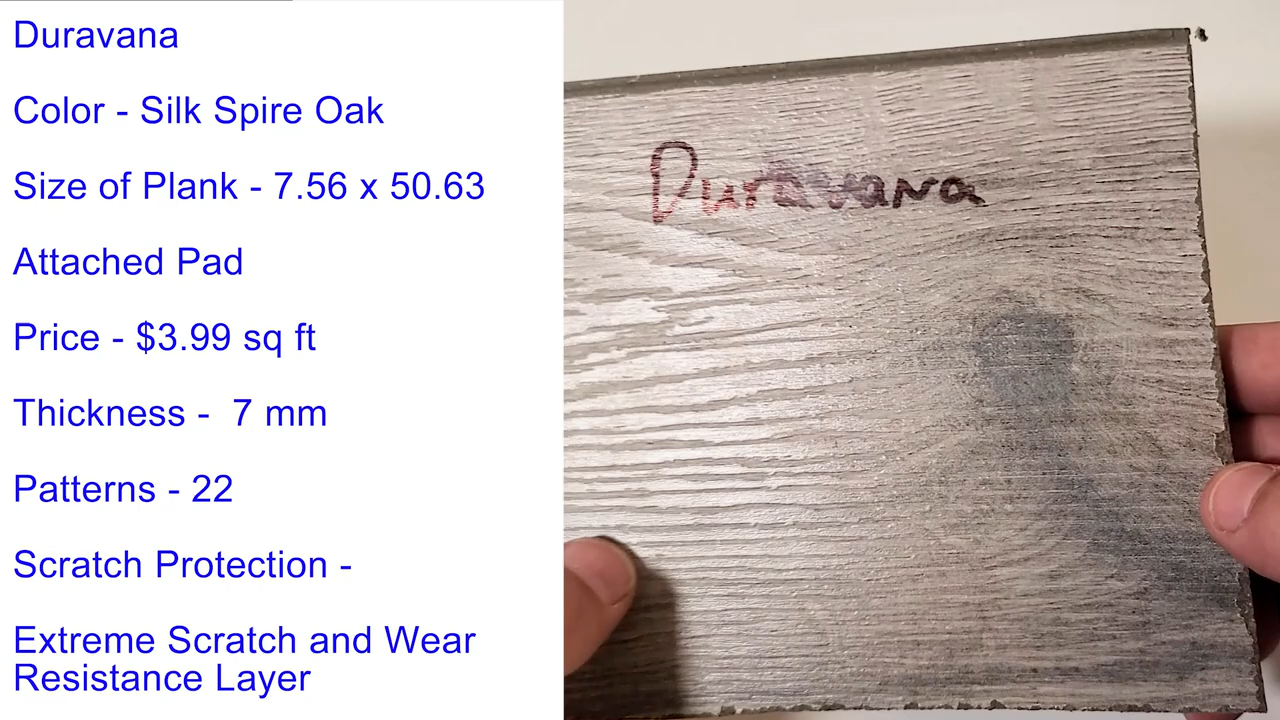 Duravana
Color - Silk Spire Oak
Size of Plank - 7.56 x 50.63
Attached Pad
Price - $3.99 sq ft
Thickness -  7 mm
Patterns - 22
Scratch Protection -
Extreme Scratch and Wear
Resistance Layer
Duravana